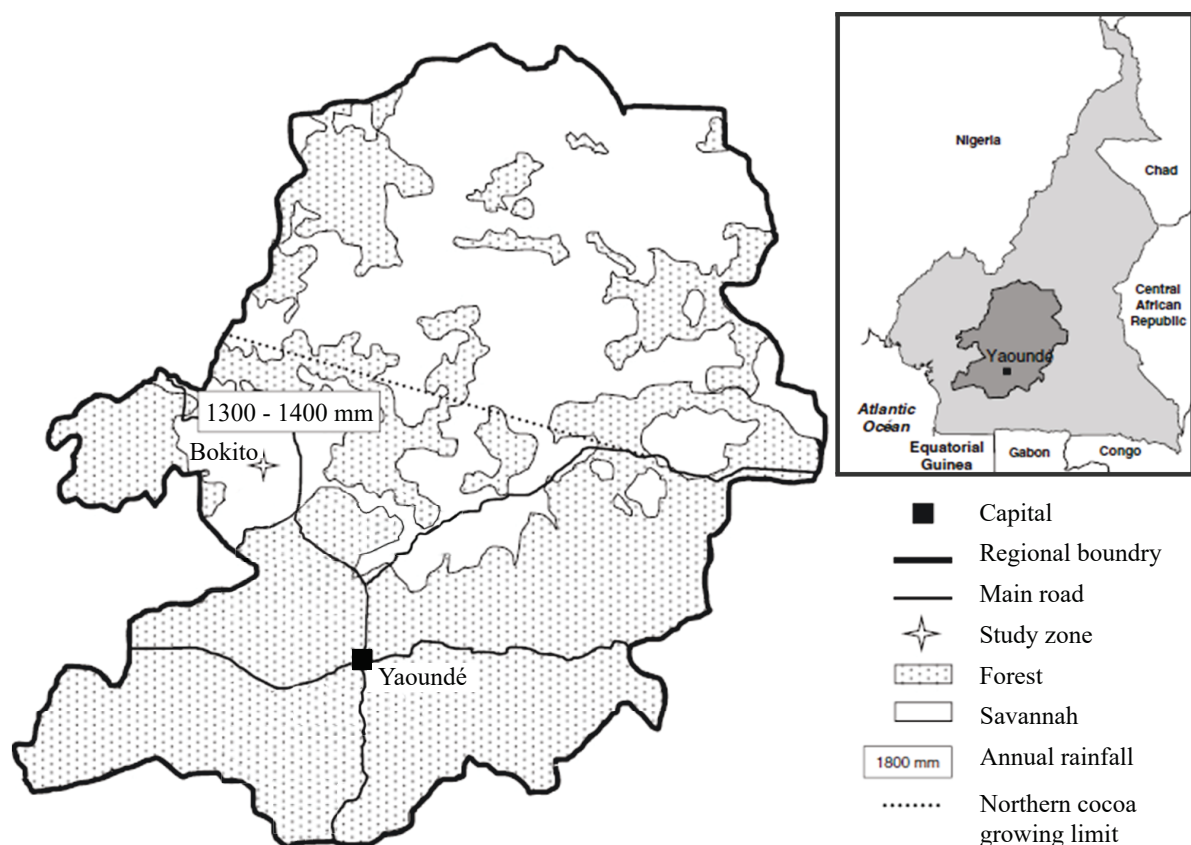 1300 - 1400 mm
Bokito
Yaoundé
Nigeria
Chad
Central
African
Republic
Yaoundé
Atlantic
Océan
Equatorial
Guinea
Gabon
Congo
Capital
Regional boundry
Main road
Study zone
Forest
Savannah
1800 mm
Annual rainfall
Northern cocoa
growing limit